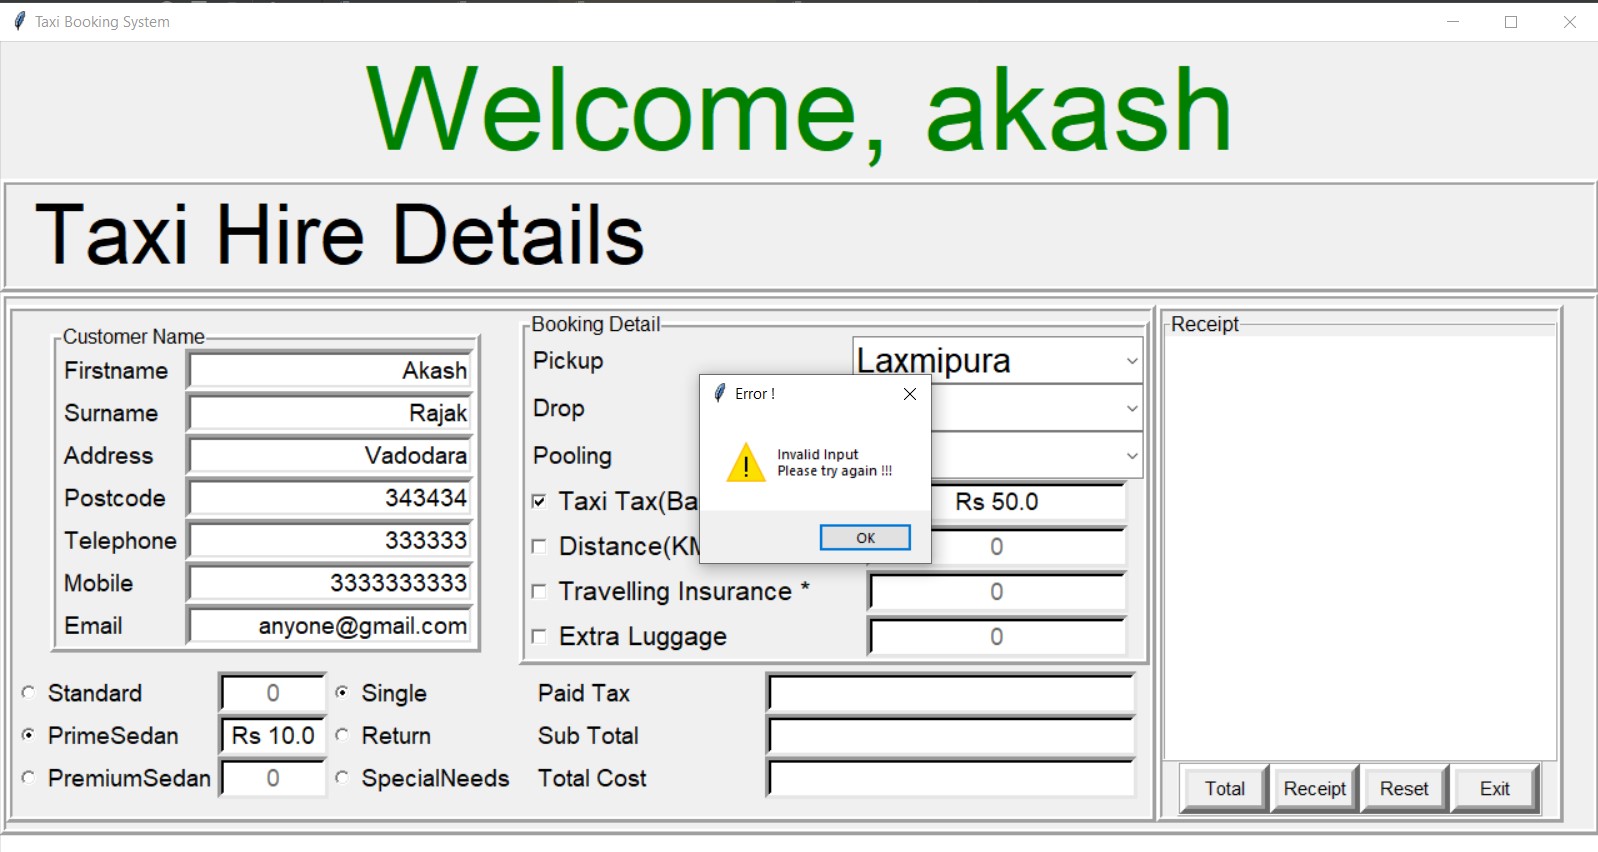 Taxi Booking System
Welcome, akash
Taxi Hire Details
Customer Name
Firstname Akash
Surname Rajak
Address Vadodara
Postcode 343434
Telephone 333333
Mobile 3333333333
Email anyone@gmail.com
Booking Detail
Pickup Laxmipura
Drop
Pooling
Taxi Tax(Ba Rs 50.0
Distance(KM 0
Travelling Insurance * 0
Extra Luggage 0
Error !
Invalid Input
Please try again !!!
OK
Standard 0 Single
PrimeSedan Rs 10.0 Return
PremiumSedan 0 SpecialNeeds
Paid Tax
Sub Total
Total Cost
Receipt
Total Receipt Reset Exit